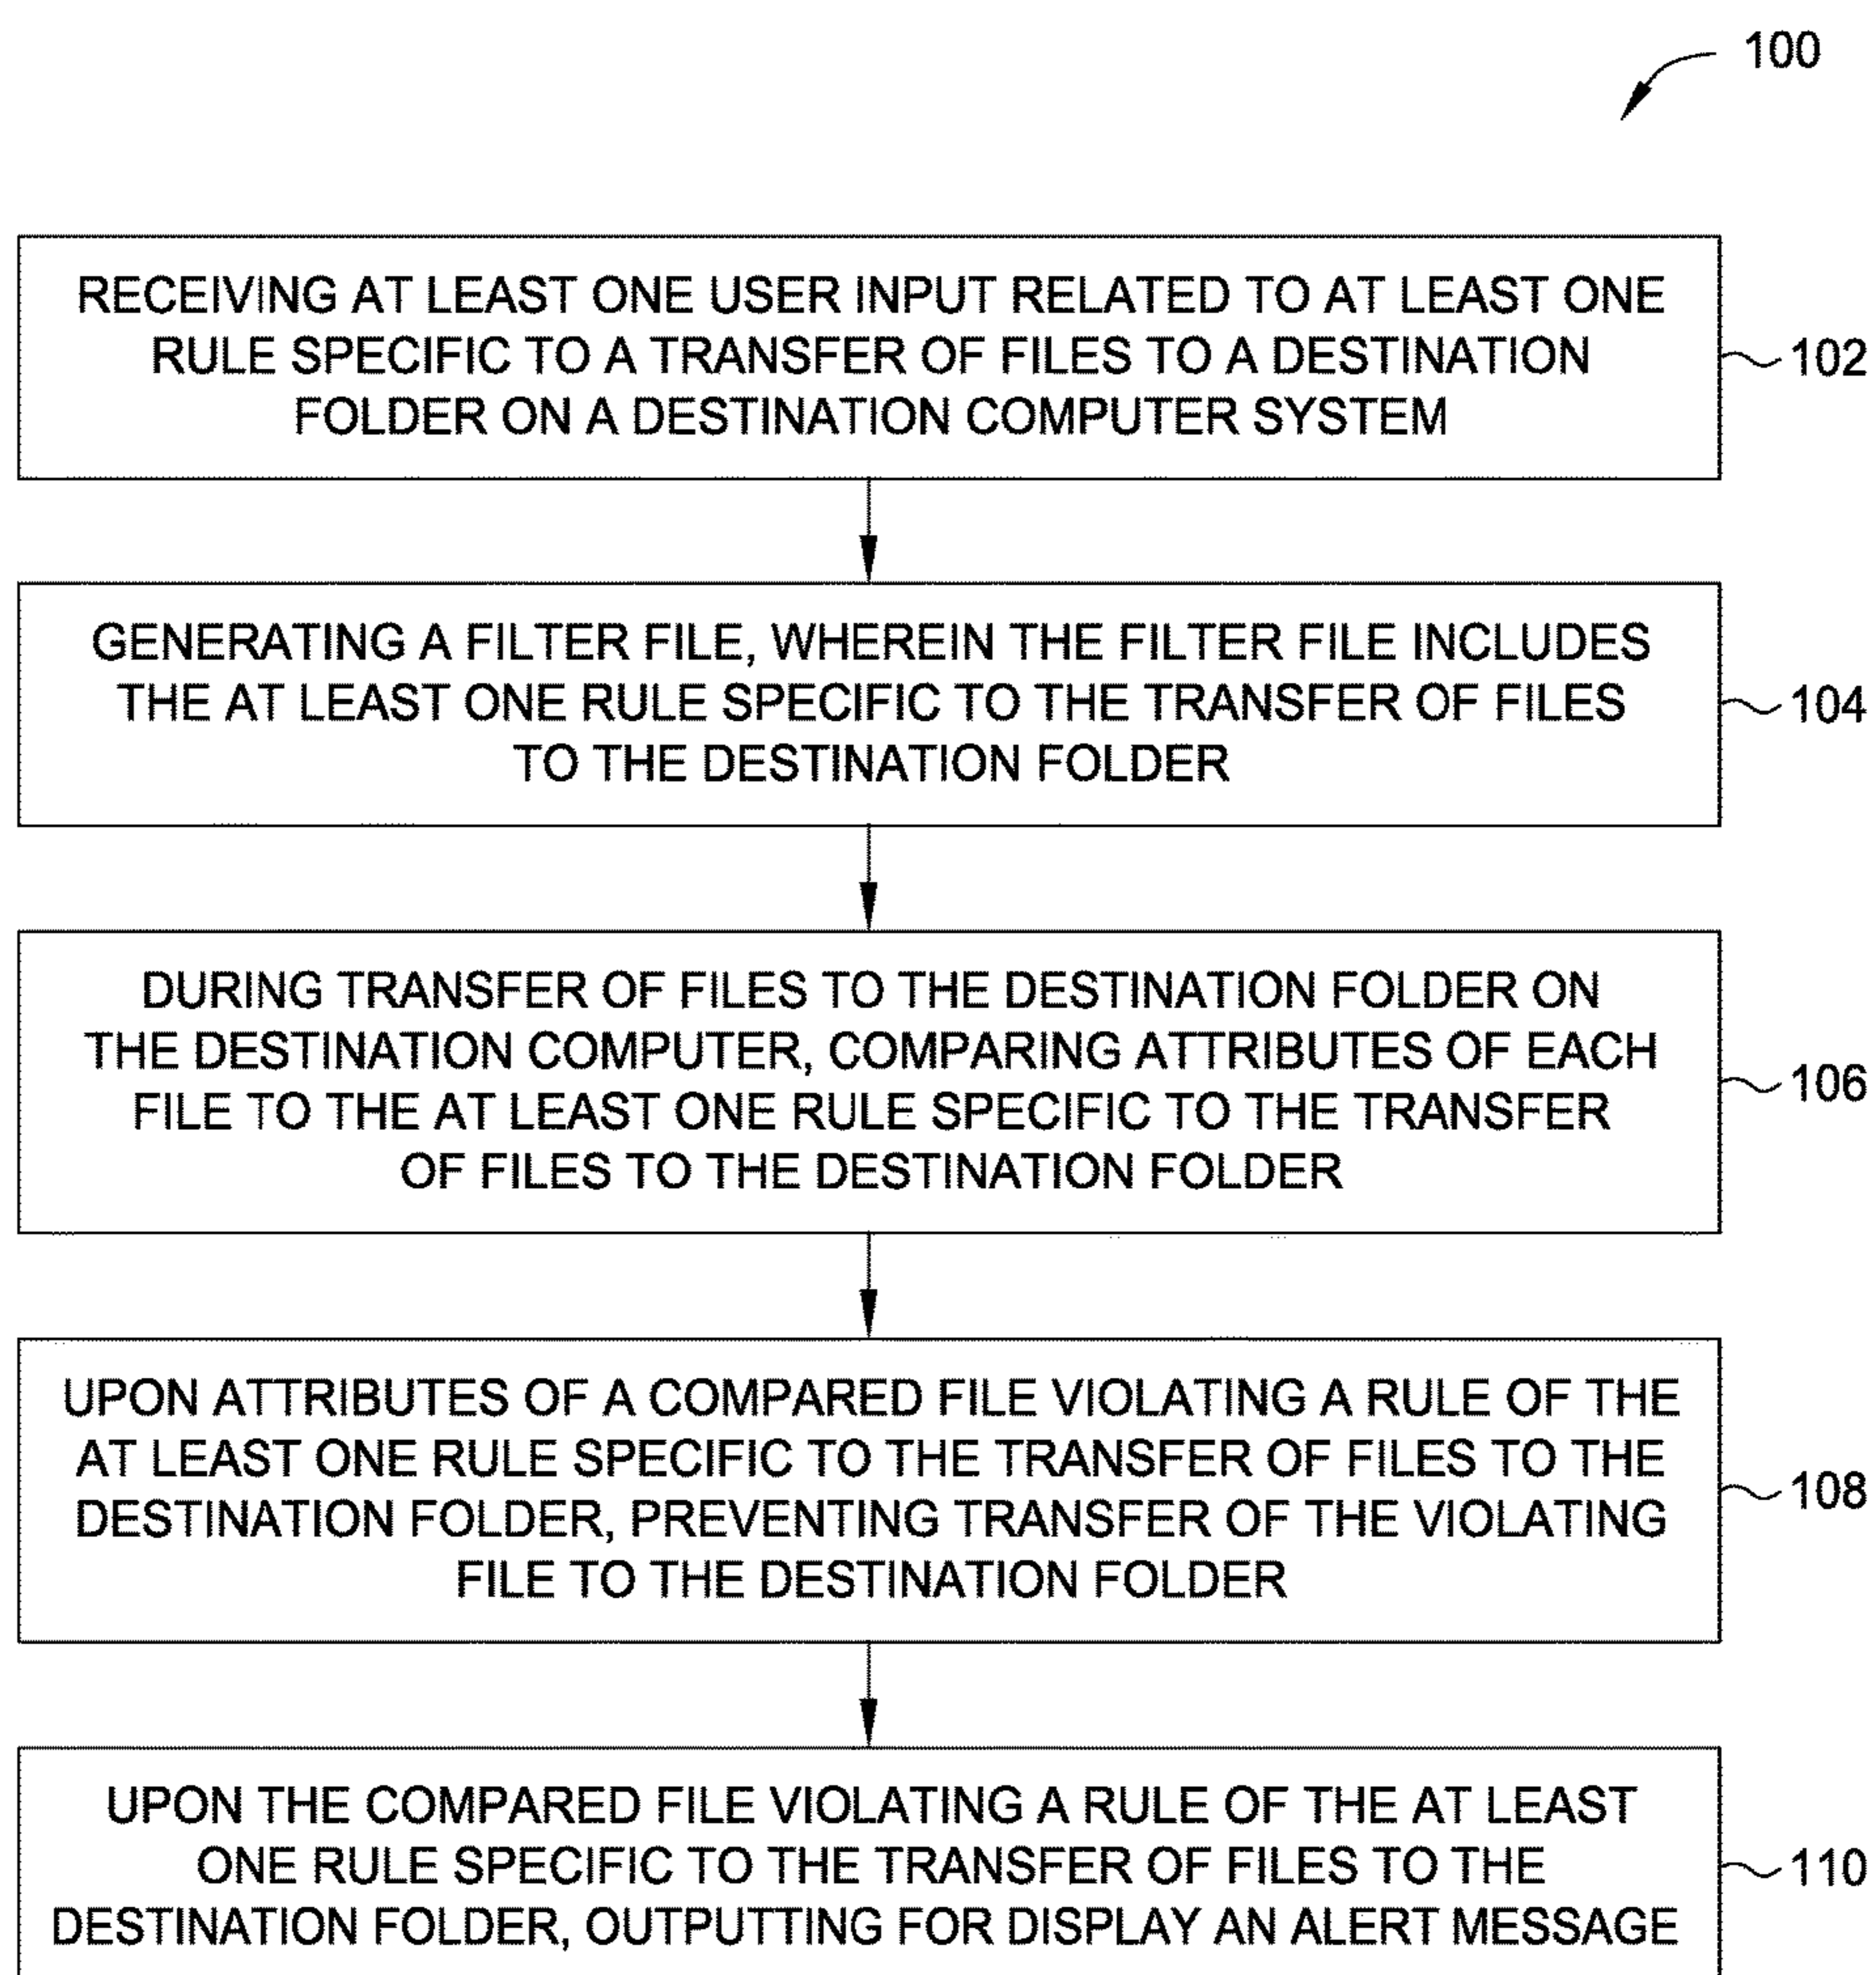 100
RECEIVING AT LEAST ONE USER INPUT RELATED TO AT LEAST ONE
RULE SPECIFIC TO A TRANSFER OF FILES TO A DESTINATION
FOLDER ON A DESTINATION COMPUTER SYSTEM
102
GENERATING A FILTER FILE, WHEREIN THE FILTER FILE INCLUDES
THE AT LEAST ONE RULE SPECIFIC TO THE TRANSFER OF FILES
TO THE DESTINATION FOLDER
104
DURING TRANSFER OF FILES TO THE DESTINATION FOLDER ON
THE DESTINATION COMPUTER, COMPARING ATTRIBUTES OF EACH
FILE TO THE AT LEAST ONE RULE SPECIFIC TO THE TRANSFER
OF FILES TO THE DESTINATION FOLDER
106
UPON ATTRIBUTES OF A COMPARED FILE VIOLATING A RULE OF THE
AT LEAST ONE RULE SPECIFIC TO THE TRANSFER OF FILES TO THE
DESTINATION FOLDER, PREVENTING TRANSFER OF THE VIOLATING
FILE TO THE DESTINATION FOLDER
108
UPON THE COMPARED FILE VIOLATING A RULE OF THE AT LEAST
ONE RULE SPECIFIC TO THE TRANSFER OF FILES TO THE
DESTINATION FOLDER, OUTPUTTING FOR DISPLAY AN ALERT MESSAGE
110